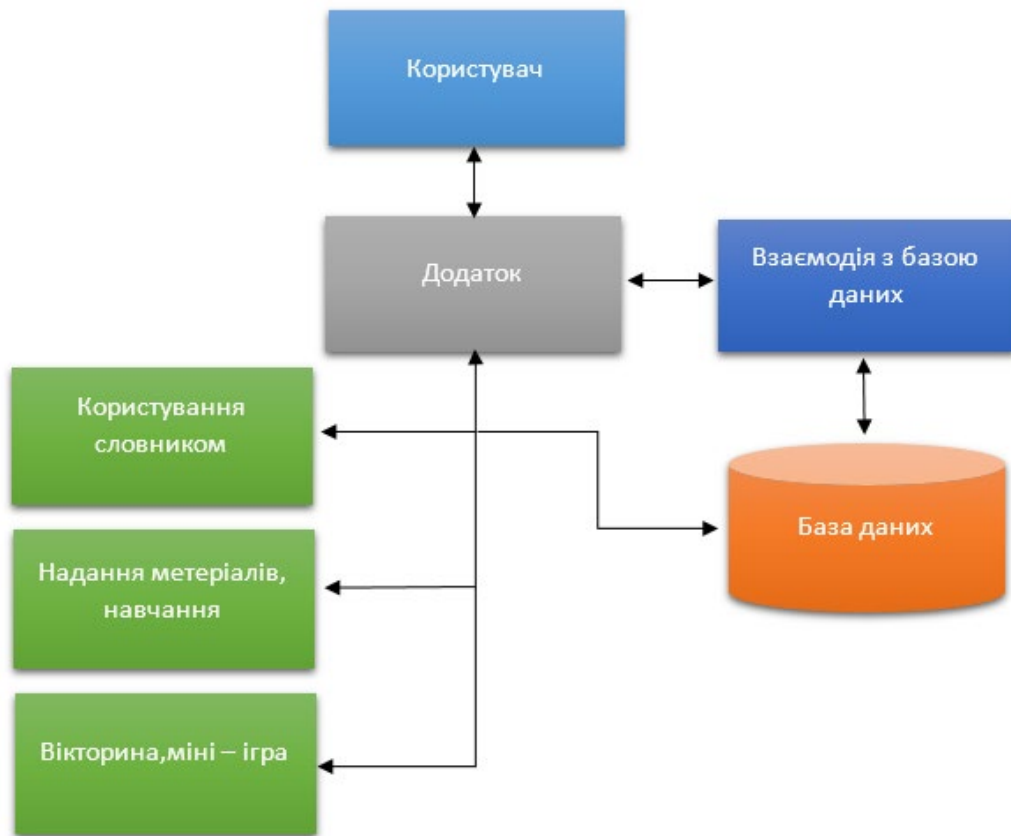 Користувач
Додаток
Взаємодія з базою
даних
Користування
словником
База даних
Надання метеріалів,
навчання
Вікторина,міні – ігра